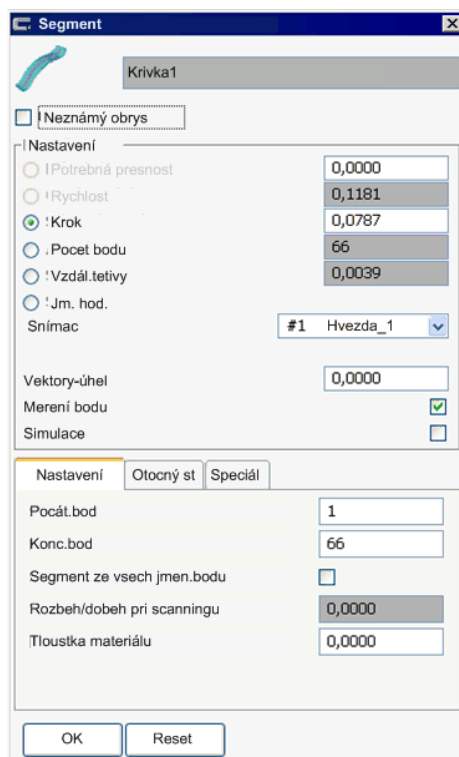 Segment
Krivka1
Neznámý obrys
Nastavení
Potrebná presnost 0,0000
Rychlost 0,1181
Krok 0,0787
Pocet bodu 66
Vzdál.tetivy 0,0039
Jm. hod.
Snímac #1 Hvezda_1
Vektory-úhel 0,0000
Merení bodu
Simulace
Nastavení Otocný st Speciál
Pocát.bod 1
Konc.bod 66
Segment ze vsech jmen.bodu
Rozbeh/dobeh pri scanningu 0,0000
Tloustka materiálu 0,0000
OK Reset